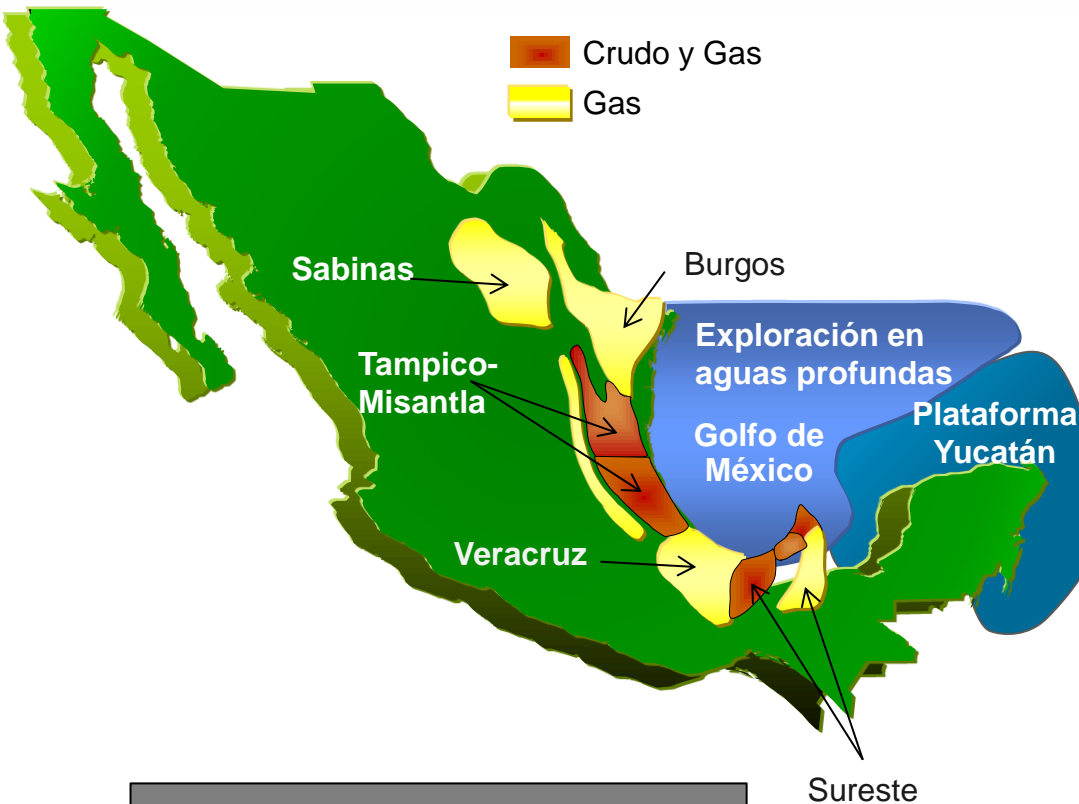 Crudo y Gas
Gas
Sabinas
Burgos
Exploración en
aguas profundas
Tampico-
Misantla
Plataforma
Yucatán
Golfo de
México
Veracruz
Sureste